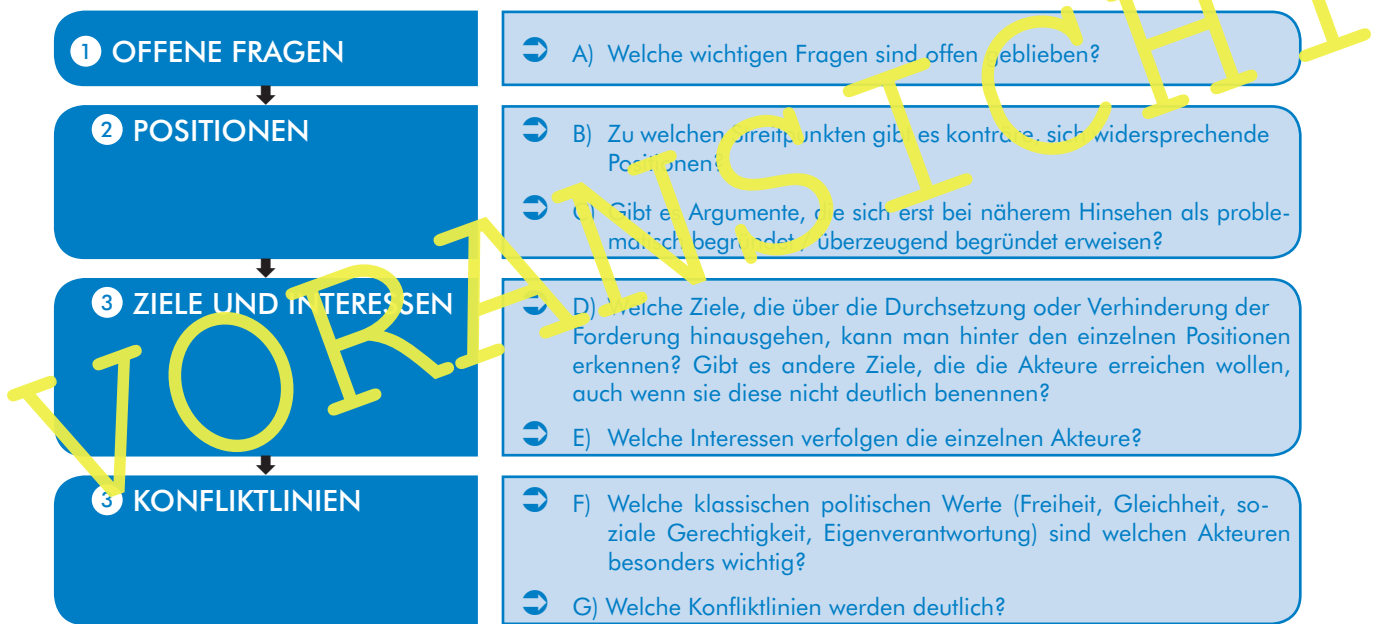 1 OFFENE FRAGEN
A) Welche wichtigen Fragen sind offen geblieben?
2 POSITIONEN
B) Zu welchen Streitpunkten gibt es konträre, sich widersprechende
Positionen?
C) Gibt es Argumente, die sich erst bei näherem Hinsehen als proble-
matisch begründet / überzeugend begründet erweisen?
3 ZIELE UND INTERESSEN
D) Welche Ziele, die über die Durchsetzung oder Verhinderung der
Forderung hinausgehen, kann man hinter den einzelnen Positionen
erkennen? Gibt es andere Ziele, die die Akteure erreichen wollen,
auch wenn sie diese nicht deutlich benennen?
E) Welche Interessen verfolgen die einzelnen Akteure?
3 KONFLIKTLINIEN
F) Welche klassischen politischen Werte (Freiheit, Gleichheit, so-
ziale Gerechtigkeit, Eigenverantwortung) sind welchen Akteuren
besonders wichtig?
G) Welche Konfliktlinien werden deutlich?
VORANSICHT